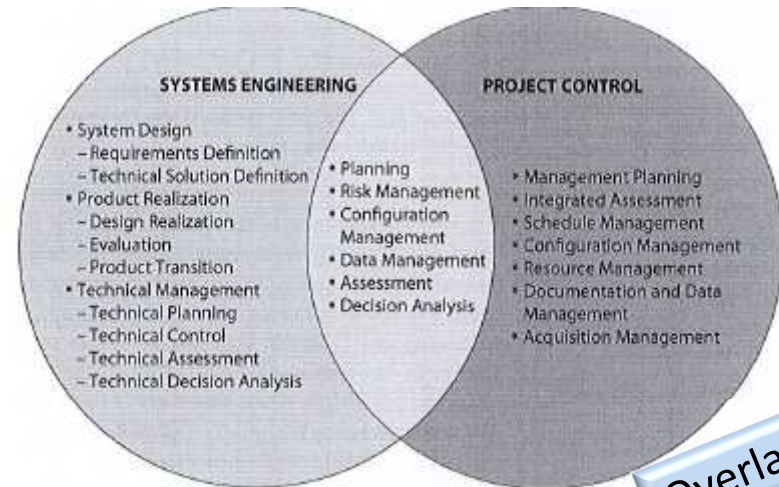 SYSTEMS ENGINEERING
• System Design
– Requirements Definition
– Technical Solution Definition
• Product Realization
– Design Realization
– Evaluation
– Product Transition
• Technical Management
– Technical Planning
– Technical Control
– Technical Assessment
– Technical Decision Analysis
• Planning
• Risk Management
• Configuration
Management
• Data Management
• Assessment
• Decision Analysis
PROJECT CONTROL
• Management Planning
• Integrated Assessment
• Schedule Management
• Configuration Management
• Resource Management
• Documentation and Data
Management
• Acquisition Management